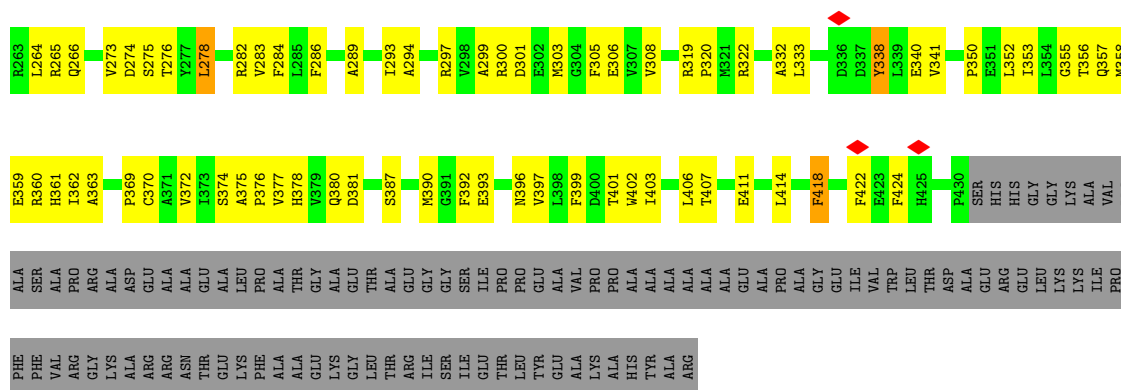 R263 L264 R265 Q266 V273 D274 S275 T276 Y277 L278 R282 V283 F284 L285 F286 A289 I293 A294 R297 V298 A299 R300 D301 E302 M303 G304 F305 E306 V307 V308 R319 P320 M321 R322 A332 L333 D336 D337 Y338 L339 E340 V341 P350 E351 L352 I353 L354 G355 T356 Q357 M358
E359 R360 H361 I362 A363 P369 C370 A371 V372 I373 S374 A375 P376 V377 H378 V379 Q380 D381 S387 M390 G391 F392 E393 N396 V397 L398 F399 D400 T401 W402 I403 L406 T407 E411 L414 F418 F422 E423 F424 H425 P430 SER HIS HIS GLY GLY LYS ALA VAL
ALA SER ALA PRO ARG ALA ASP GLU ALA ALA GLU ALA LEU PRO ALA THR GLY ALA GLU THR ALA ARG GLY GLY SER ILE PRO PRO GLU ALA VAL PRO PRO ALA ALA ALA ALA ALA GLU ALA PRO ALA GLY GLU ILE VAL TRP LEU THR ASP ALA GLU ARG GLU LEU LYS LYS ILE PRO
PHE PHE VAL ARG GLY LYS ALA ARG ARG ASN THR GLU LYS PHE ALA ALA GLU LYS GLY LEU THR ARG ILE SER ILE GLU THR LEU TYR GLU ALA LYS ALA HIS TYR ALA ARG